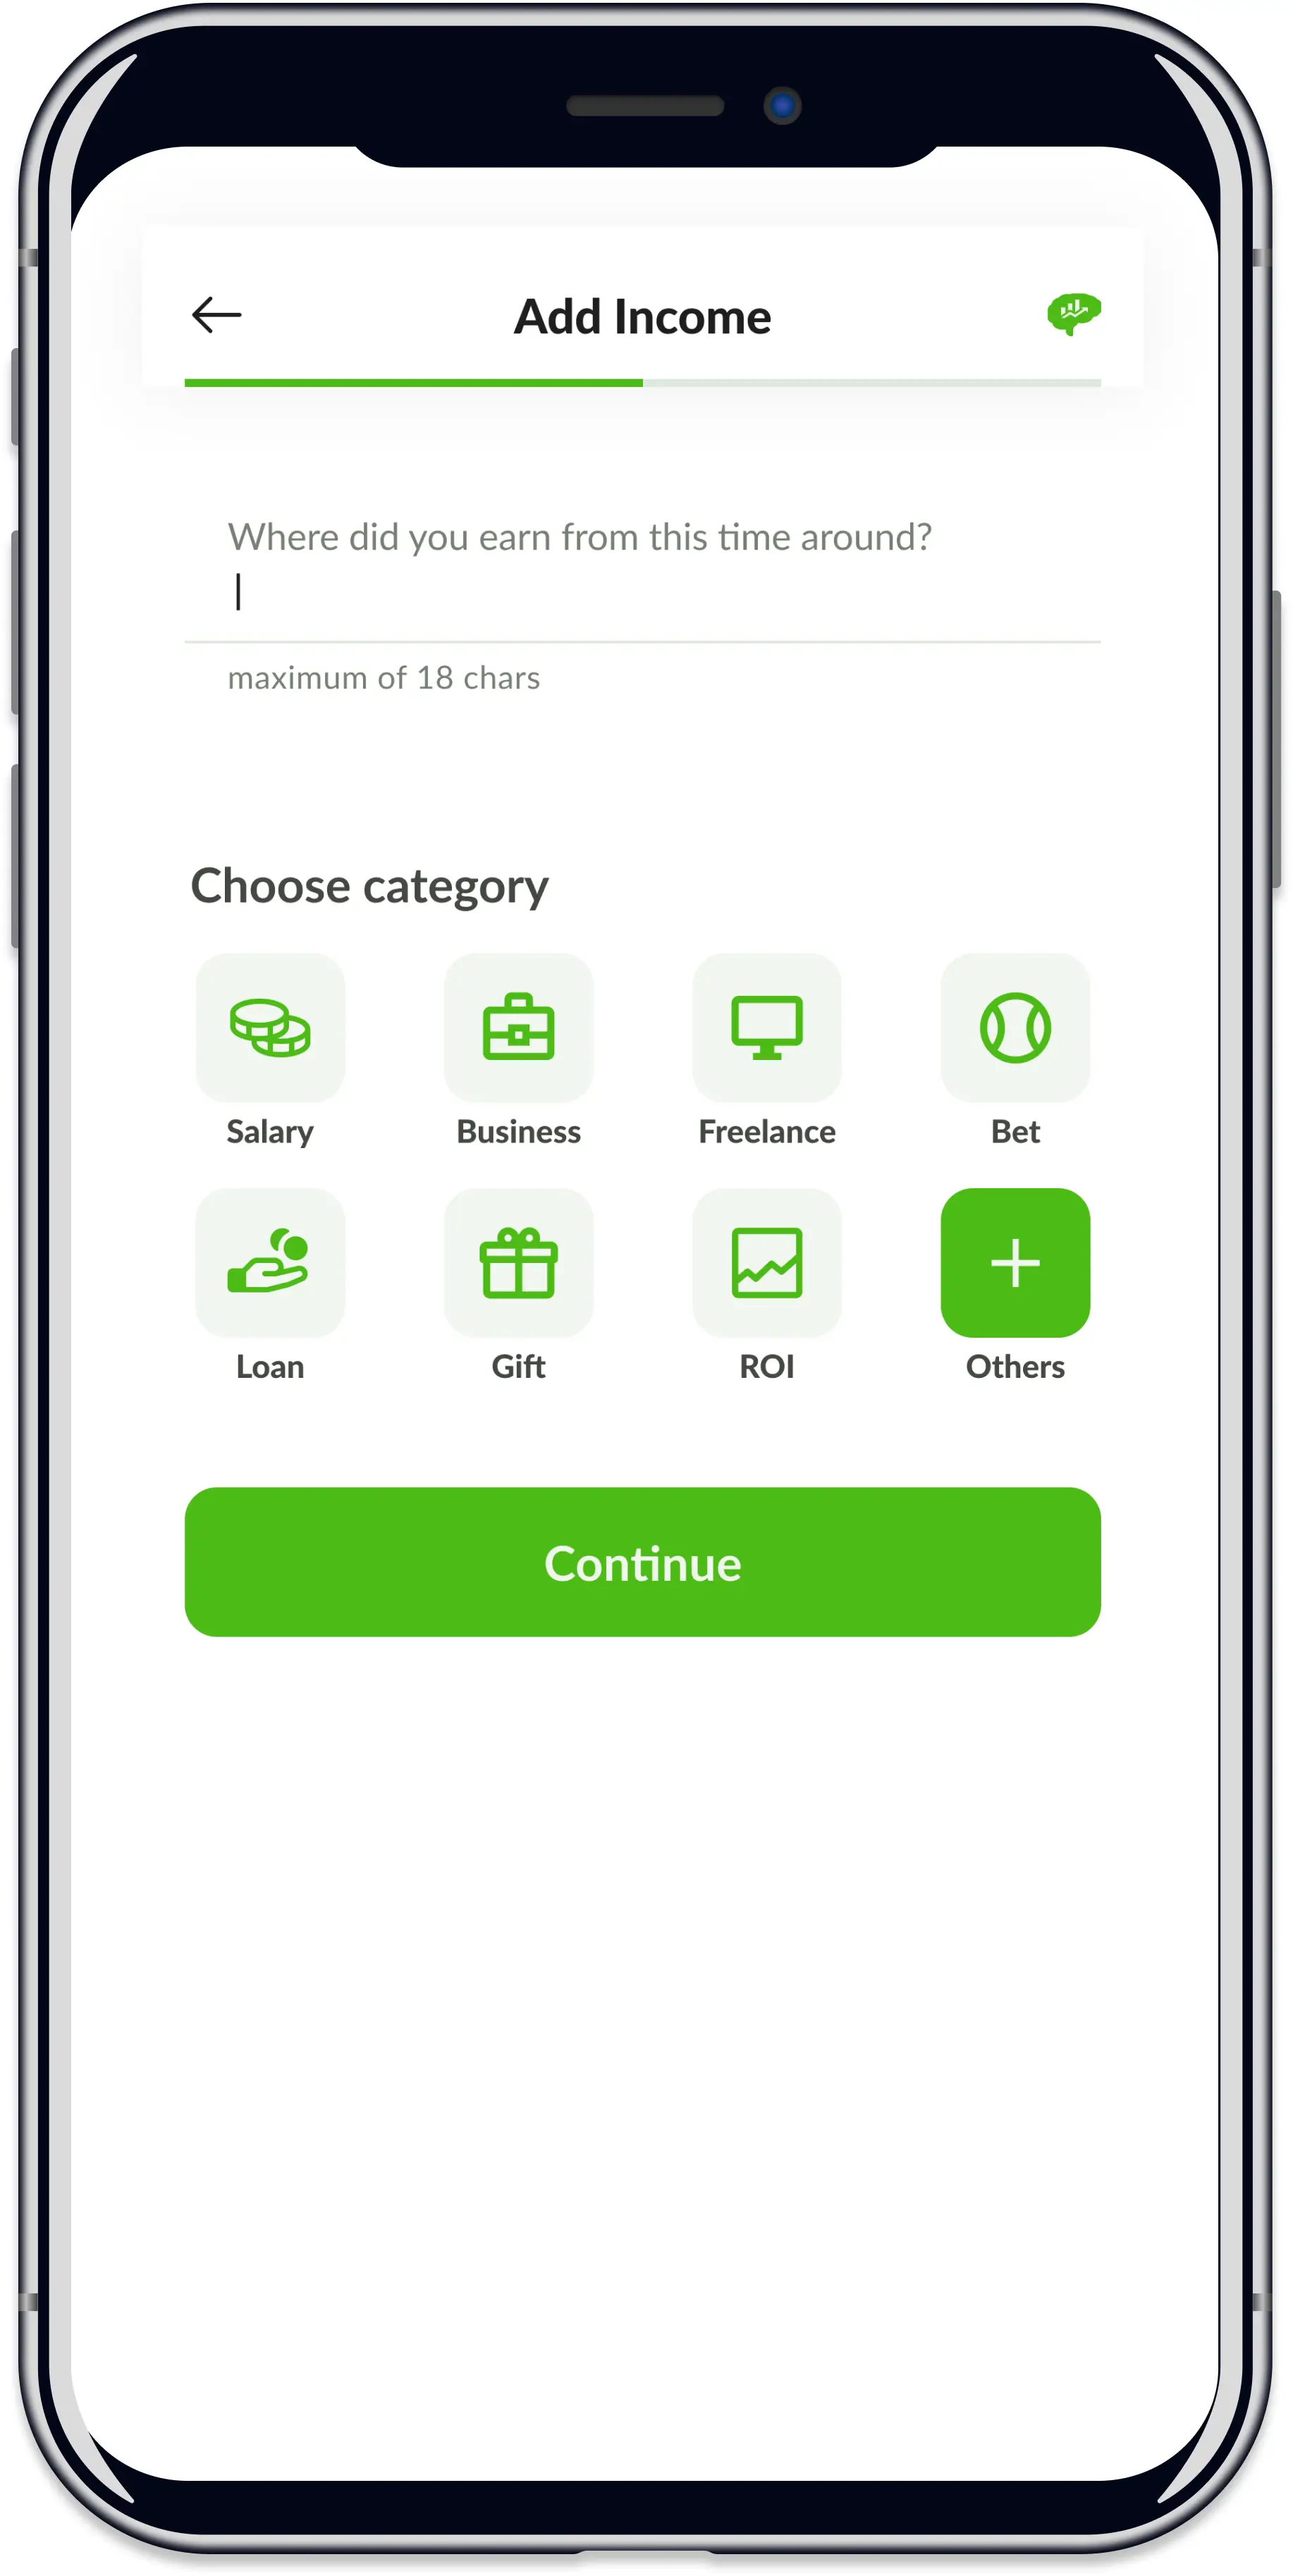 Add Income
Where did you earn from this time around?
maximum of 18 chars
Choose category
Salary Business Freelance Bet
Loan Gift ROI Others
Continue